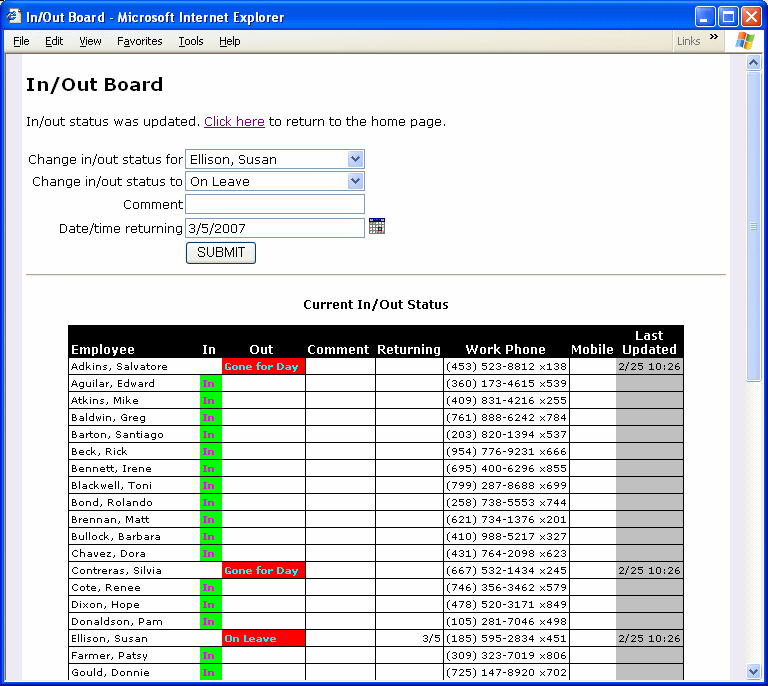 In/Out Board - Microsoft Internet Explorer
File Edit View Favorites Tools Help Links »
In/Out Board
In/out status was updated. Click here to return to the home page.
Change in/out status for Ellison, Susan
Change in/out status to On Leave
Comment
Date/time returning 3/5/2007
SUBMIT
Current In/Out Status
Employee In Out Comment Returning Work Phone Mobile Last Updated
Adkins, Salvatore Gone for Day (453) 523-8812 x138 2/25 10:26
Aguilar, Edward In (360) 173-4615 x539
Atkins, Mike In (409) 831-4216 x255
Baldwin, Greg In (761) 888-6242 x784
Barton, Santiago In (203) 820-1394 x537
Beck, Rick In (954) 776-9231 x666
Bennett, Irene In (695) 400-6296 x855
Blackwell, Toni In (799) 287-8688 x699
Bond, Rolando In (258) 738-5553 x744
Brennan, Matt In (621) 734-1376 x201
Bullock, Barbara In (410) 988-5217 x327
Chavez, Dora In (431) 764-2098 x623
Contreras, Silvia Gone for Day (667) 532-1434 x245 2/25 10:26
Cote, Renee In (746) 356-3462 x579
Dixon, Hope In (478) 520-3171 x849
Donaldson, Pam In (105) 281-7046 x498
Ellison, Susan On Leave 3/5 (185) 595-2834 x451 2/25 10:26
Farmer, Patsy In (309) 323-7019 x806
Gould, Donnie In (725) 147-8920 x702